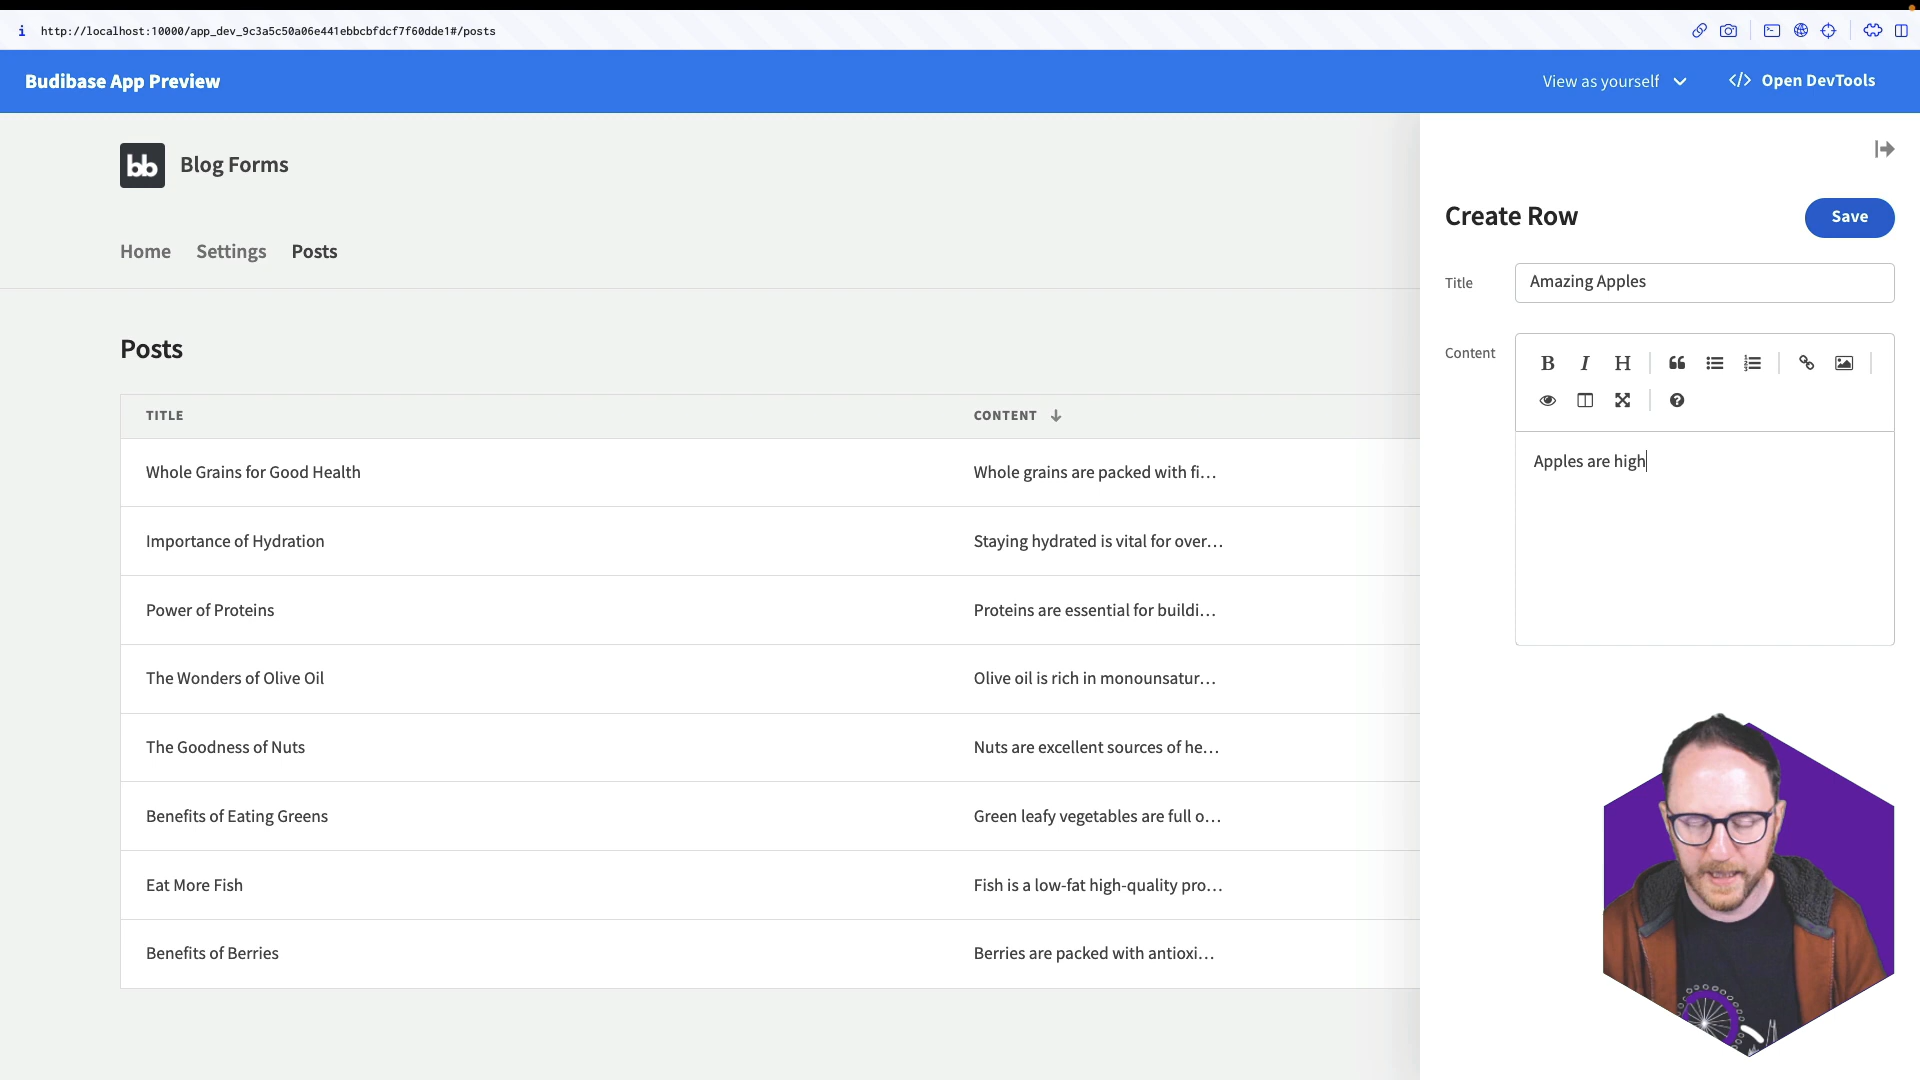 http://localhost:10000/app_dev_9c3a5c50a06e441ebbcbfdcf7f60dde1#/posts
Budibase App Preview
View as yourself
</> Open DevTools
bb
Blog Forms
Home Settings Posts
Posts
TITLE CONTENT
Whole Grains for Good Health Whole grains are packed with fi...
Importance of Hydration Staying hydrated is vital for over...
Power of Proteins Proteins are essential for buildi...
The Wonders of Olive Oil Olive oil is rich in monounsatur...
The Goodness of Nuts Nuts are excellent sources of he...
Benefits of Eating Greens Green leafy vegetables are full o...
Eat More Fish Fish is a low-fat high-quality pro...
Benefits of Berries Berries are packed with antioxi...
Create Row
Save
Title Amazing Apples
Content
B I H
Apples are high